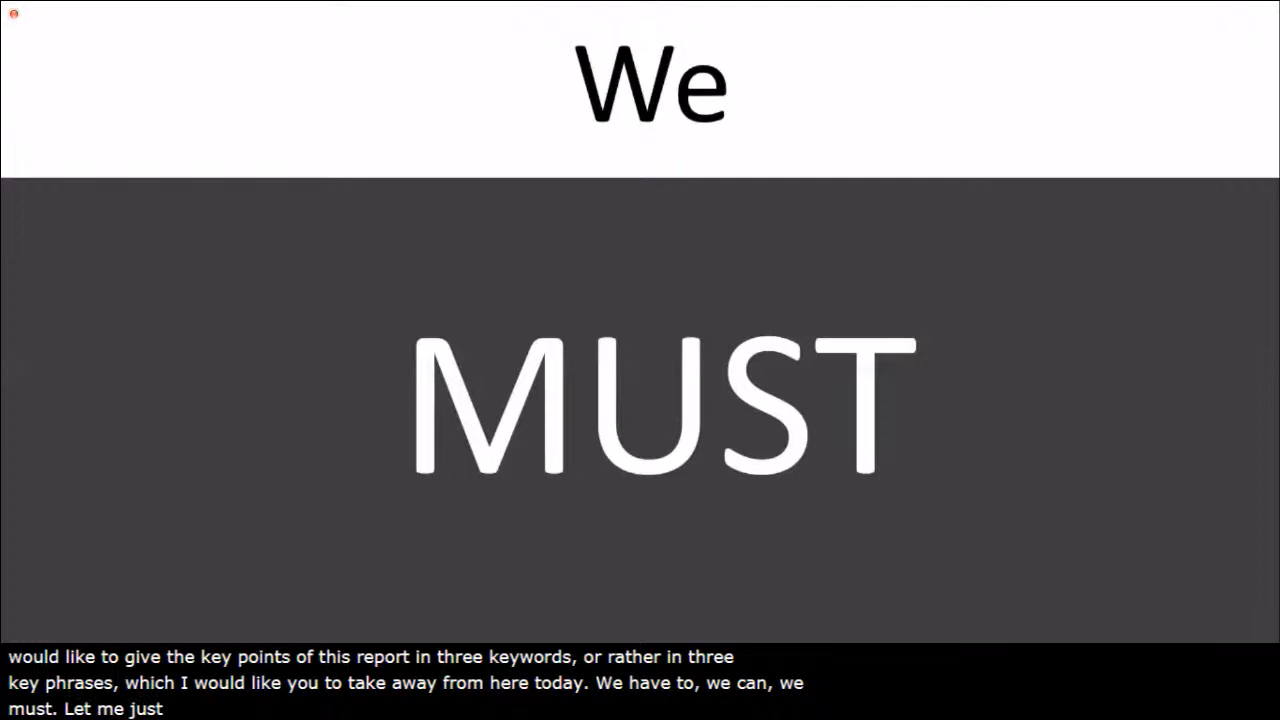 We
MUST
would like to give the key points of this report in three keywords, or rather in three
key phrases, which I would like you to take away from here today. We have to, we can, we
must. Let me just